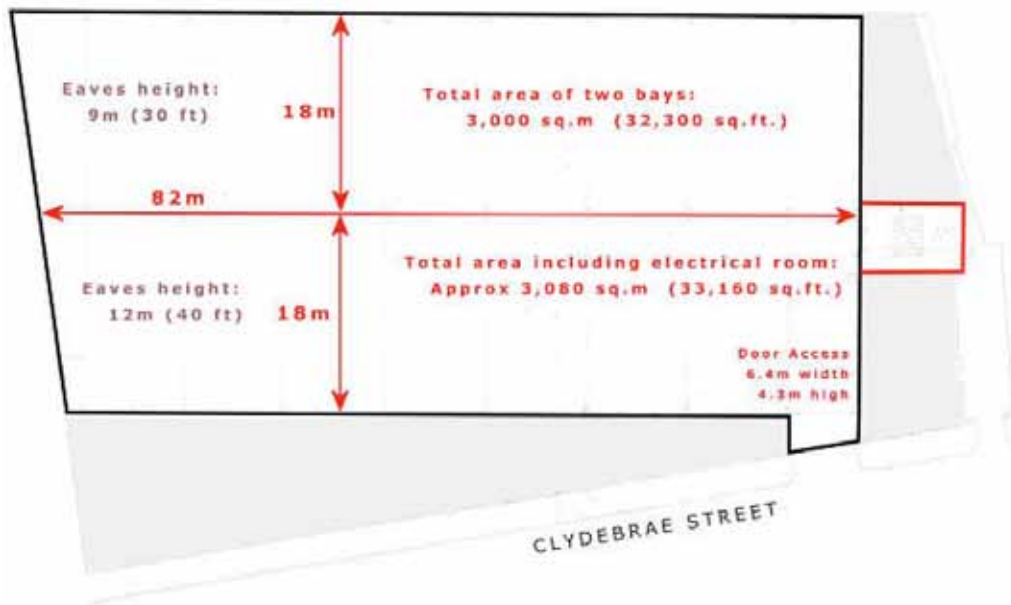 Eaves height:
9m (30 ft)
18m
Total area of two bays:
3,000 sq.m (32,300 sq.ft.)
82m
Eaves height:
12m (40 ft)
18m
Total area including electrical room:
Approx 3,080 sq.m (33,160 sq.ft.)
Door Access
6.4m width
4.3m high
CLYDEBRAE STREET